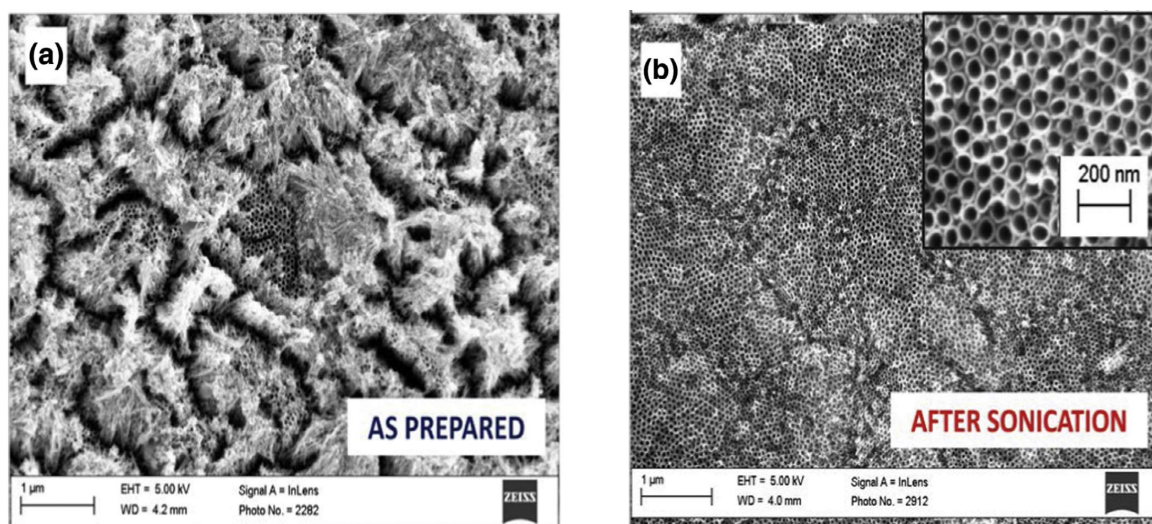 (a)
AS PREPARED
1 µm
EHT = 5.00 kV
Signal A = InLens
WD = 4.2 mm
Photo No. = 2282
ZEISS
(b)
200 nm
AFTER SONICATION
1 µm
EHT = 5.00 kV
Signal A = InLens
WD = 4.0 mm
Photo No. = 2912
ZEISS